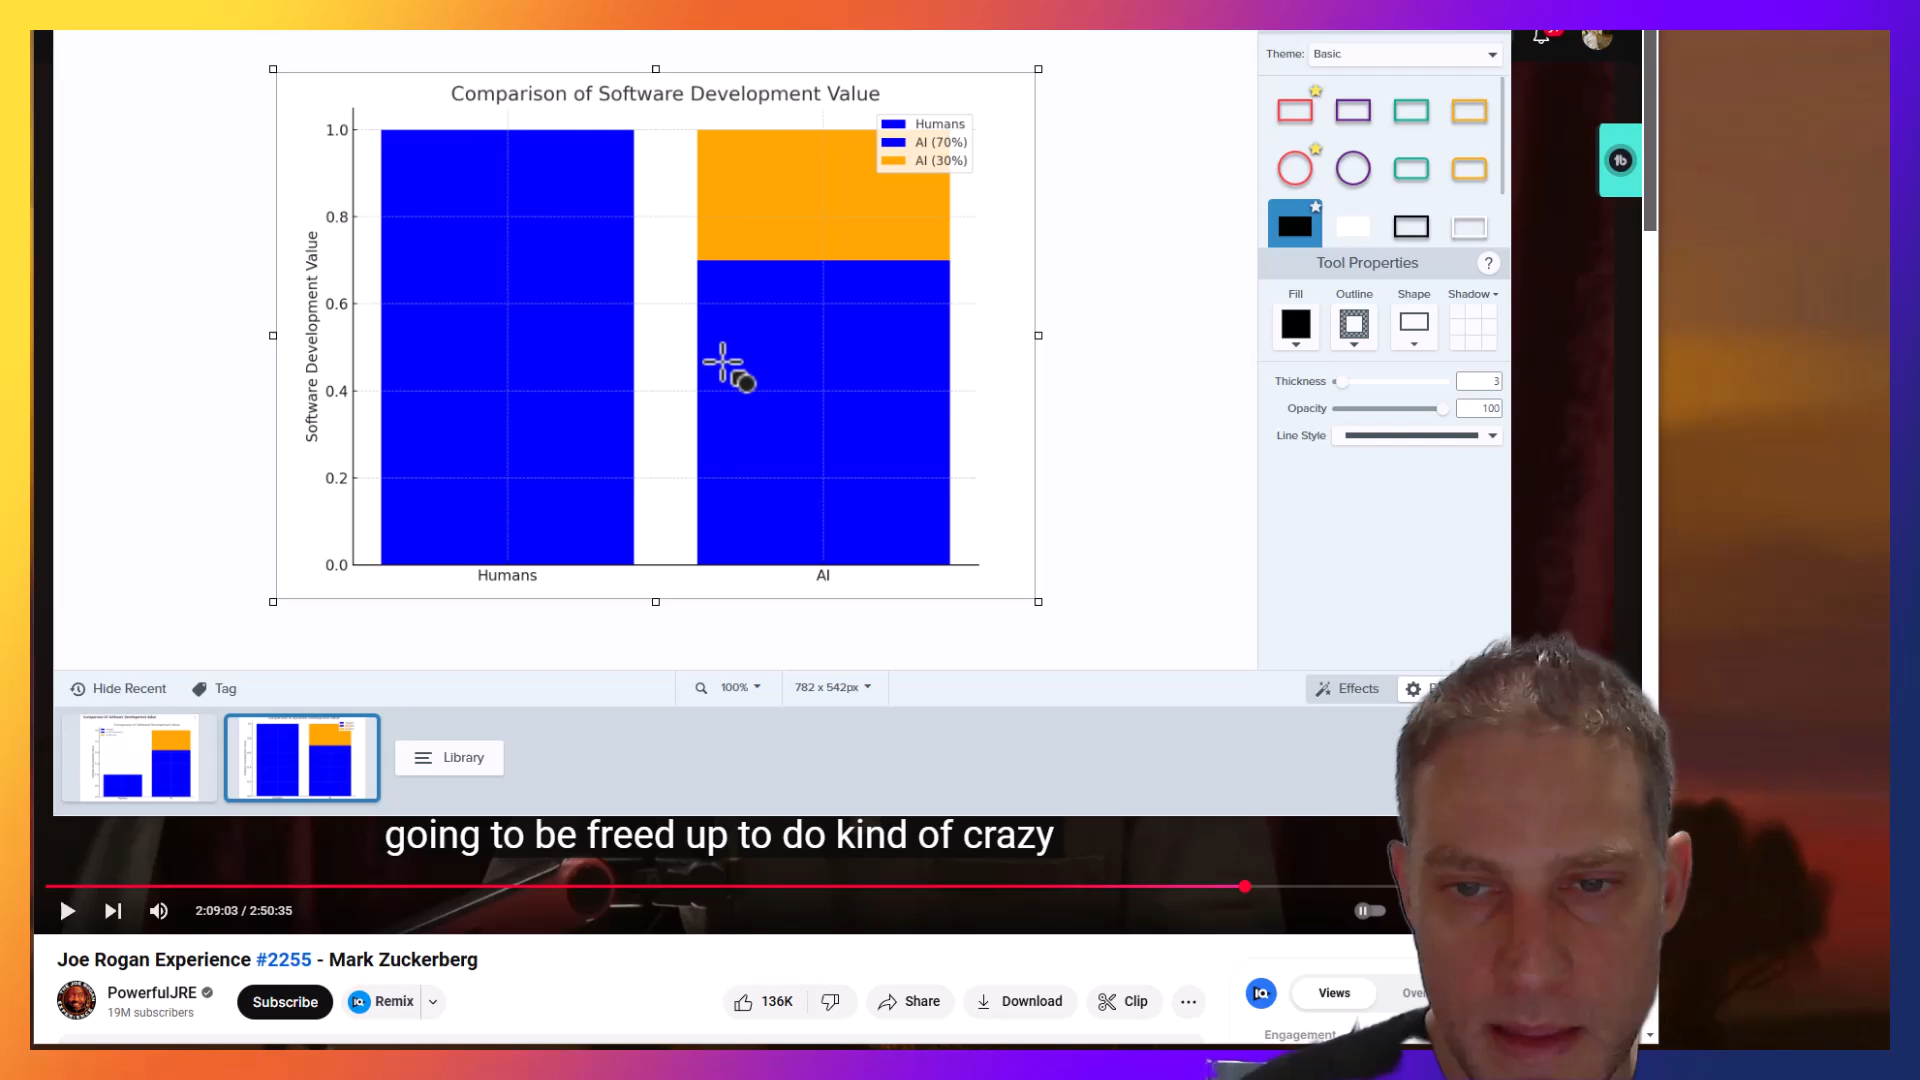 Theme: Basic
Comparison of Software Development Value
Humans
AI (70%)
AI (30%)
1.0
0.8
0.6
0.4
0.2
0.0
Software Development Value
Humans
AI
Tool Properties
?
Fill Outline Shape Shadow
Thickness 3
Opacity 100
Line Style
Hide Recent Tag 100% 782 x 542px Effects
Library
going to be freed up to do kind of crazy
2:09:03 / 2:50:35
Joe Rogan Experience #2255 - Mark Zuckerberg
PowerfulJRE
19M subscribers
Subscribe Remix 136K Share Download Clip Views
Engagement